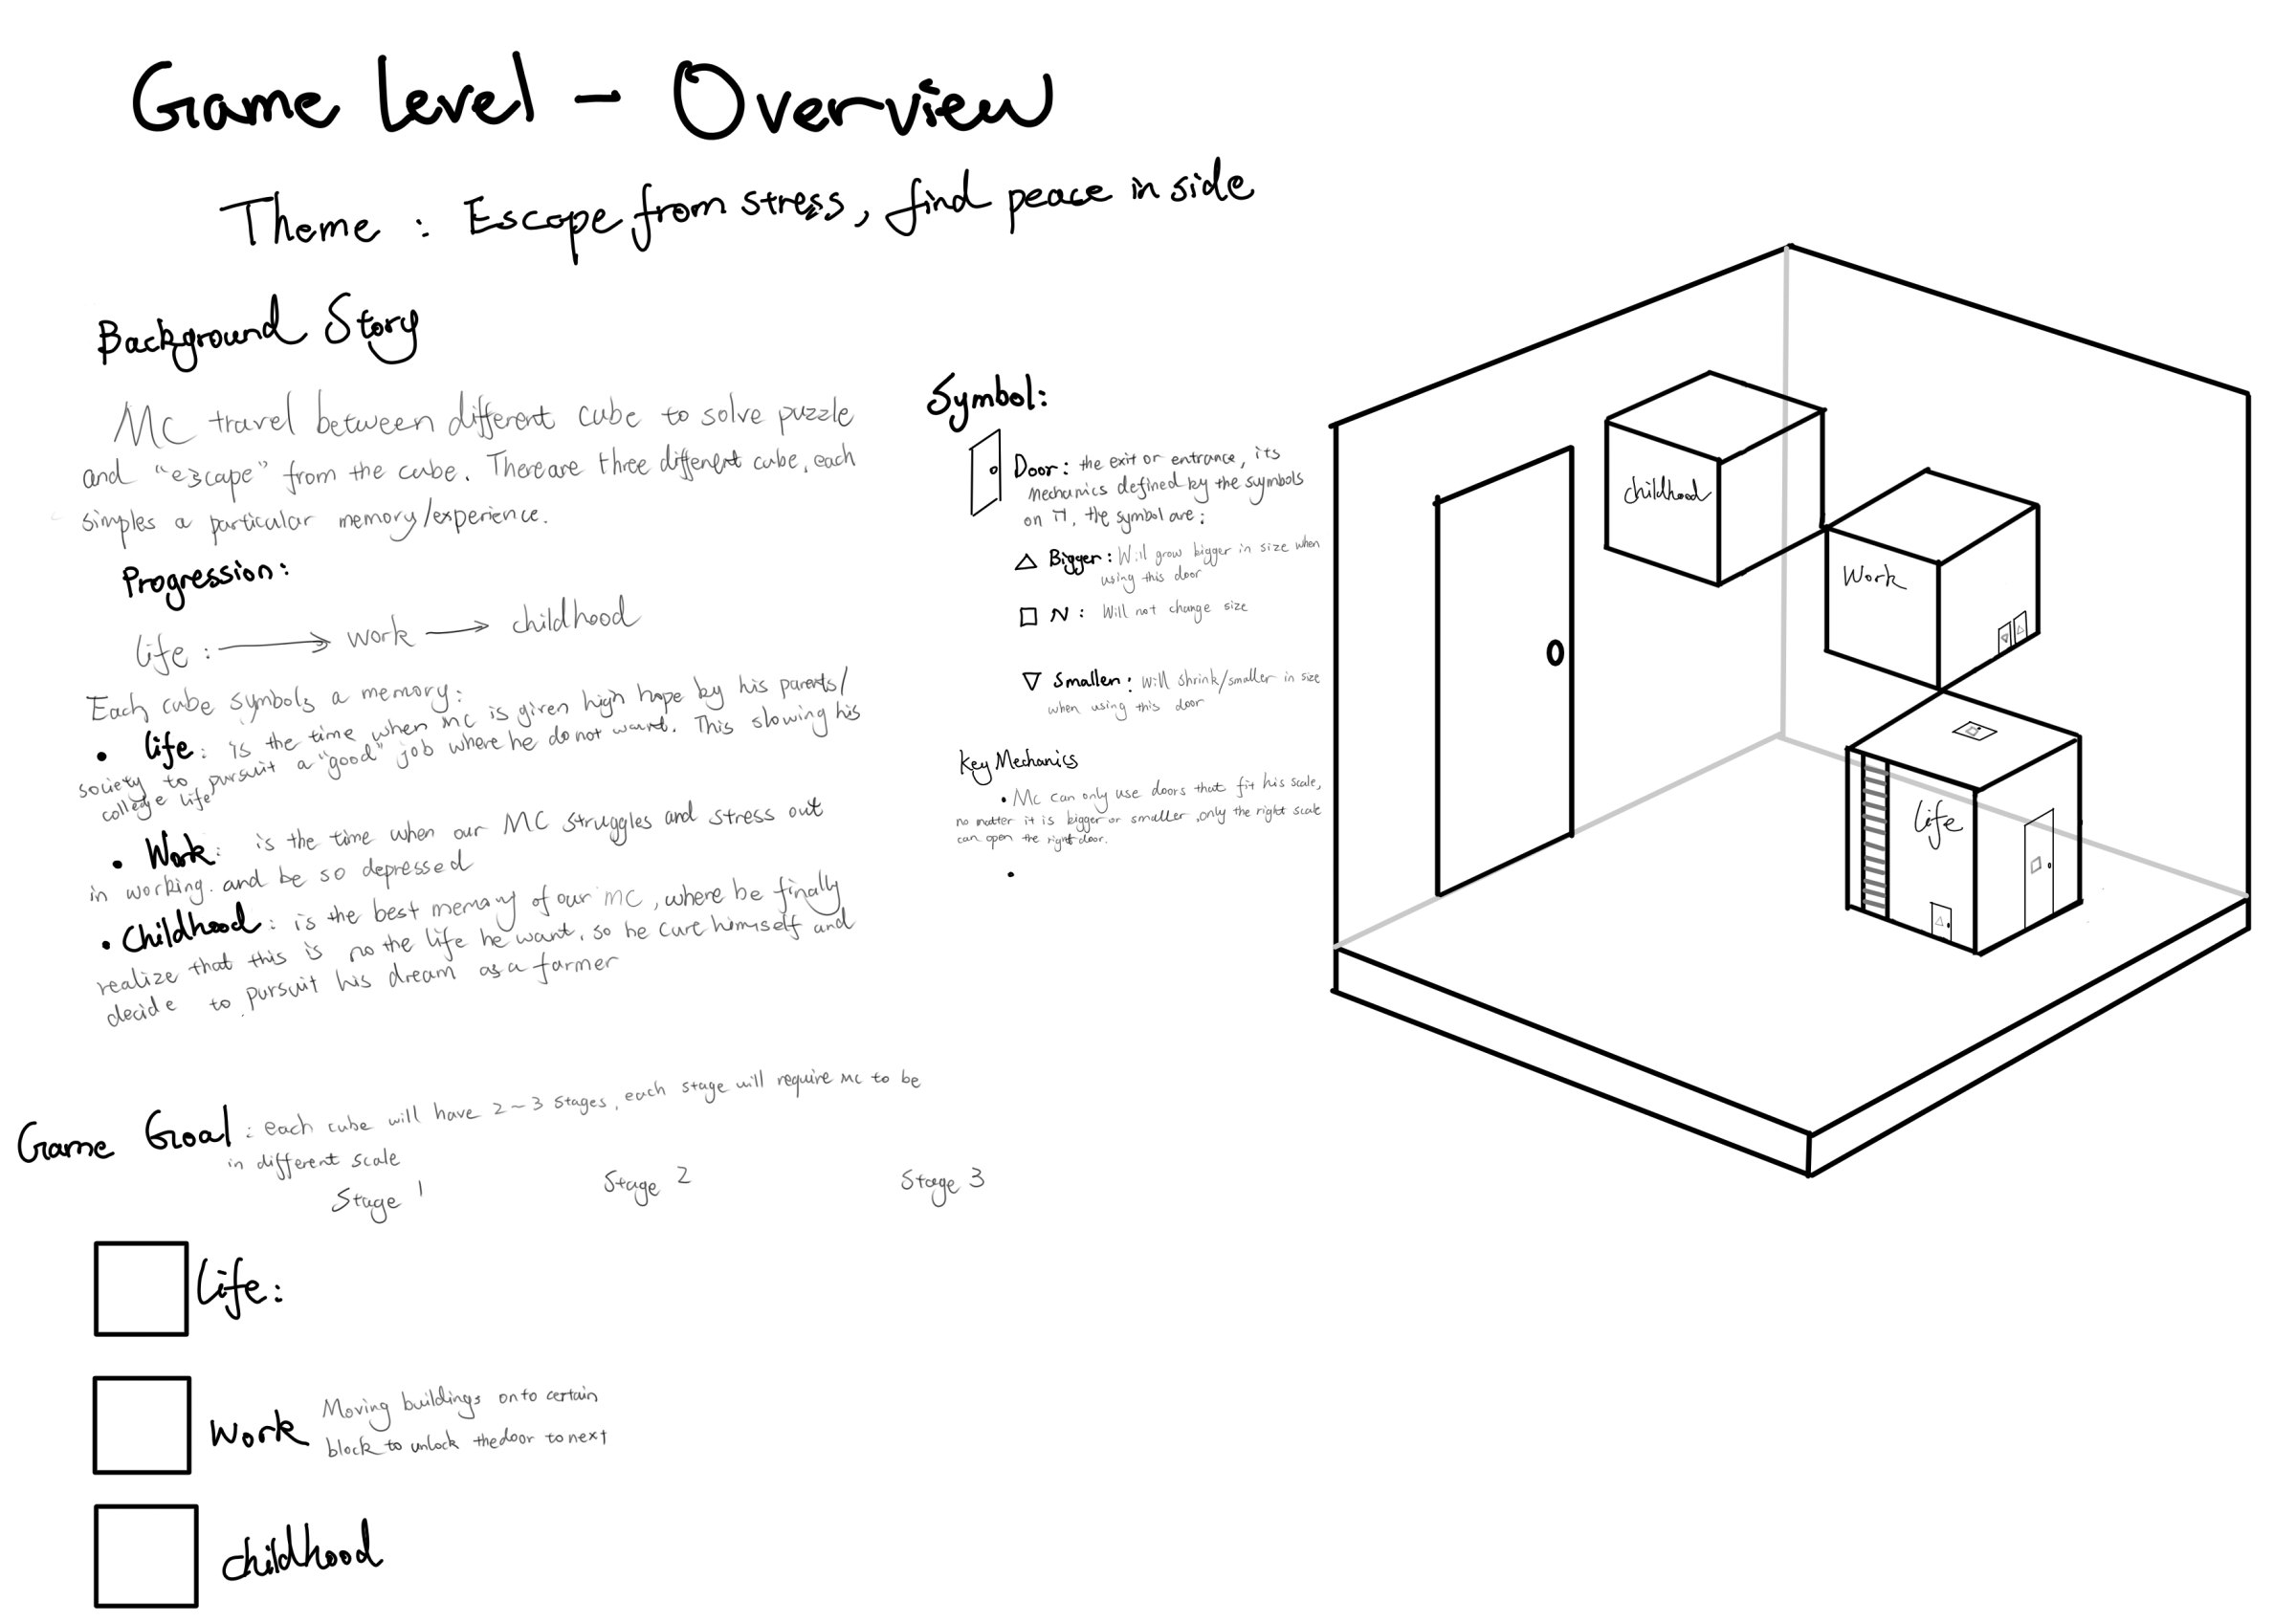 Game level - Overview
Theme : Escape from stress, find peace inside
Background Story
MC travel between different cube to solve puzzle
and "escape" from the cube. There are three different cube, each
simples a particular memory/experience.
Progression:
life : → work → childhood
Each cube symbols a memory:
• life: is the time when MC is given high hope by his parents/
society to pursuit a "good" job where he do not want. This slowing his
college life
• Work: is the time when our MC struggles and stress out
in working. and be so depressed
• Childhood: is the best memory of our MC, where be finally
realize that this is no the life he want, so he cure himself and
decide to pursuit his dream as a farmer
Symbol:
Door: the exit or entrance, its
Mechanics defined by the symbols
on it, the symbol are:
△ Bigger: Will grow bigger in size when
using this door
□ N: Will not change size
▽ Smaller: will shrink/smaller in size
when using this door
Key Mechanics
• MC can only use doors that fit his scale,
no matter it is bigger or smaller, only the right scale
can open the right door.
•
childhood
Work
life
Game Goal: each cube will have 2~3 stages, each stage will require MC to be
in different scale
Stage 1 Stage 2 Stage 3
life:
Work Moving buildings onto certain
block to unlock the door to next
childhood